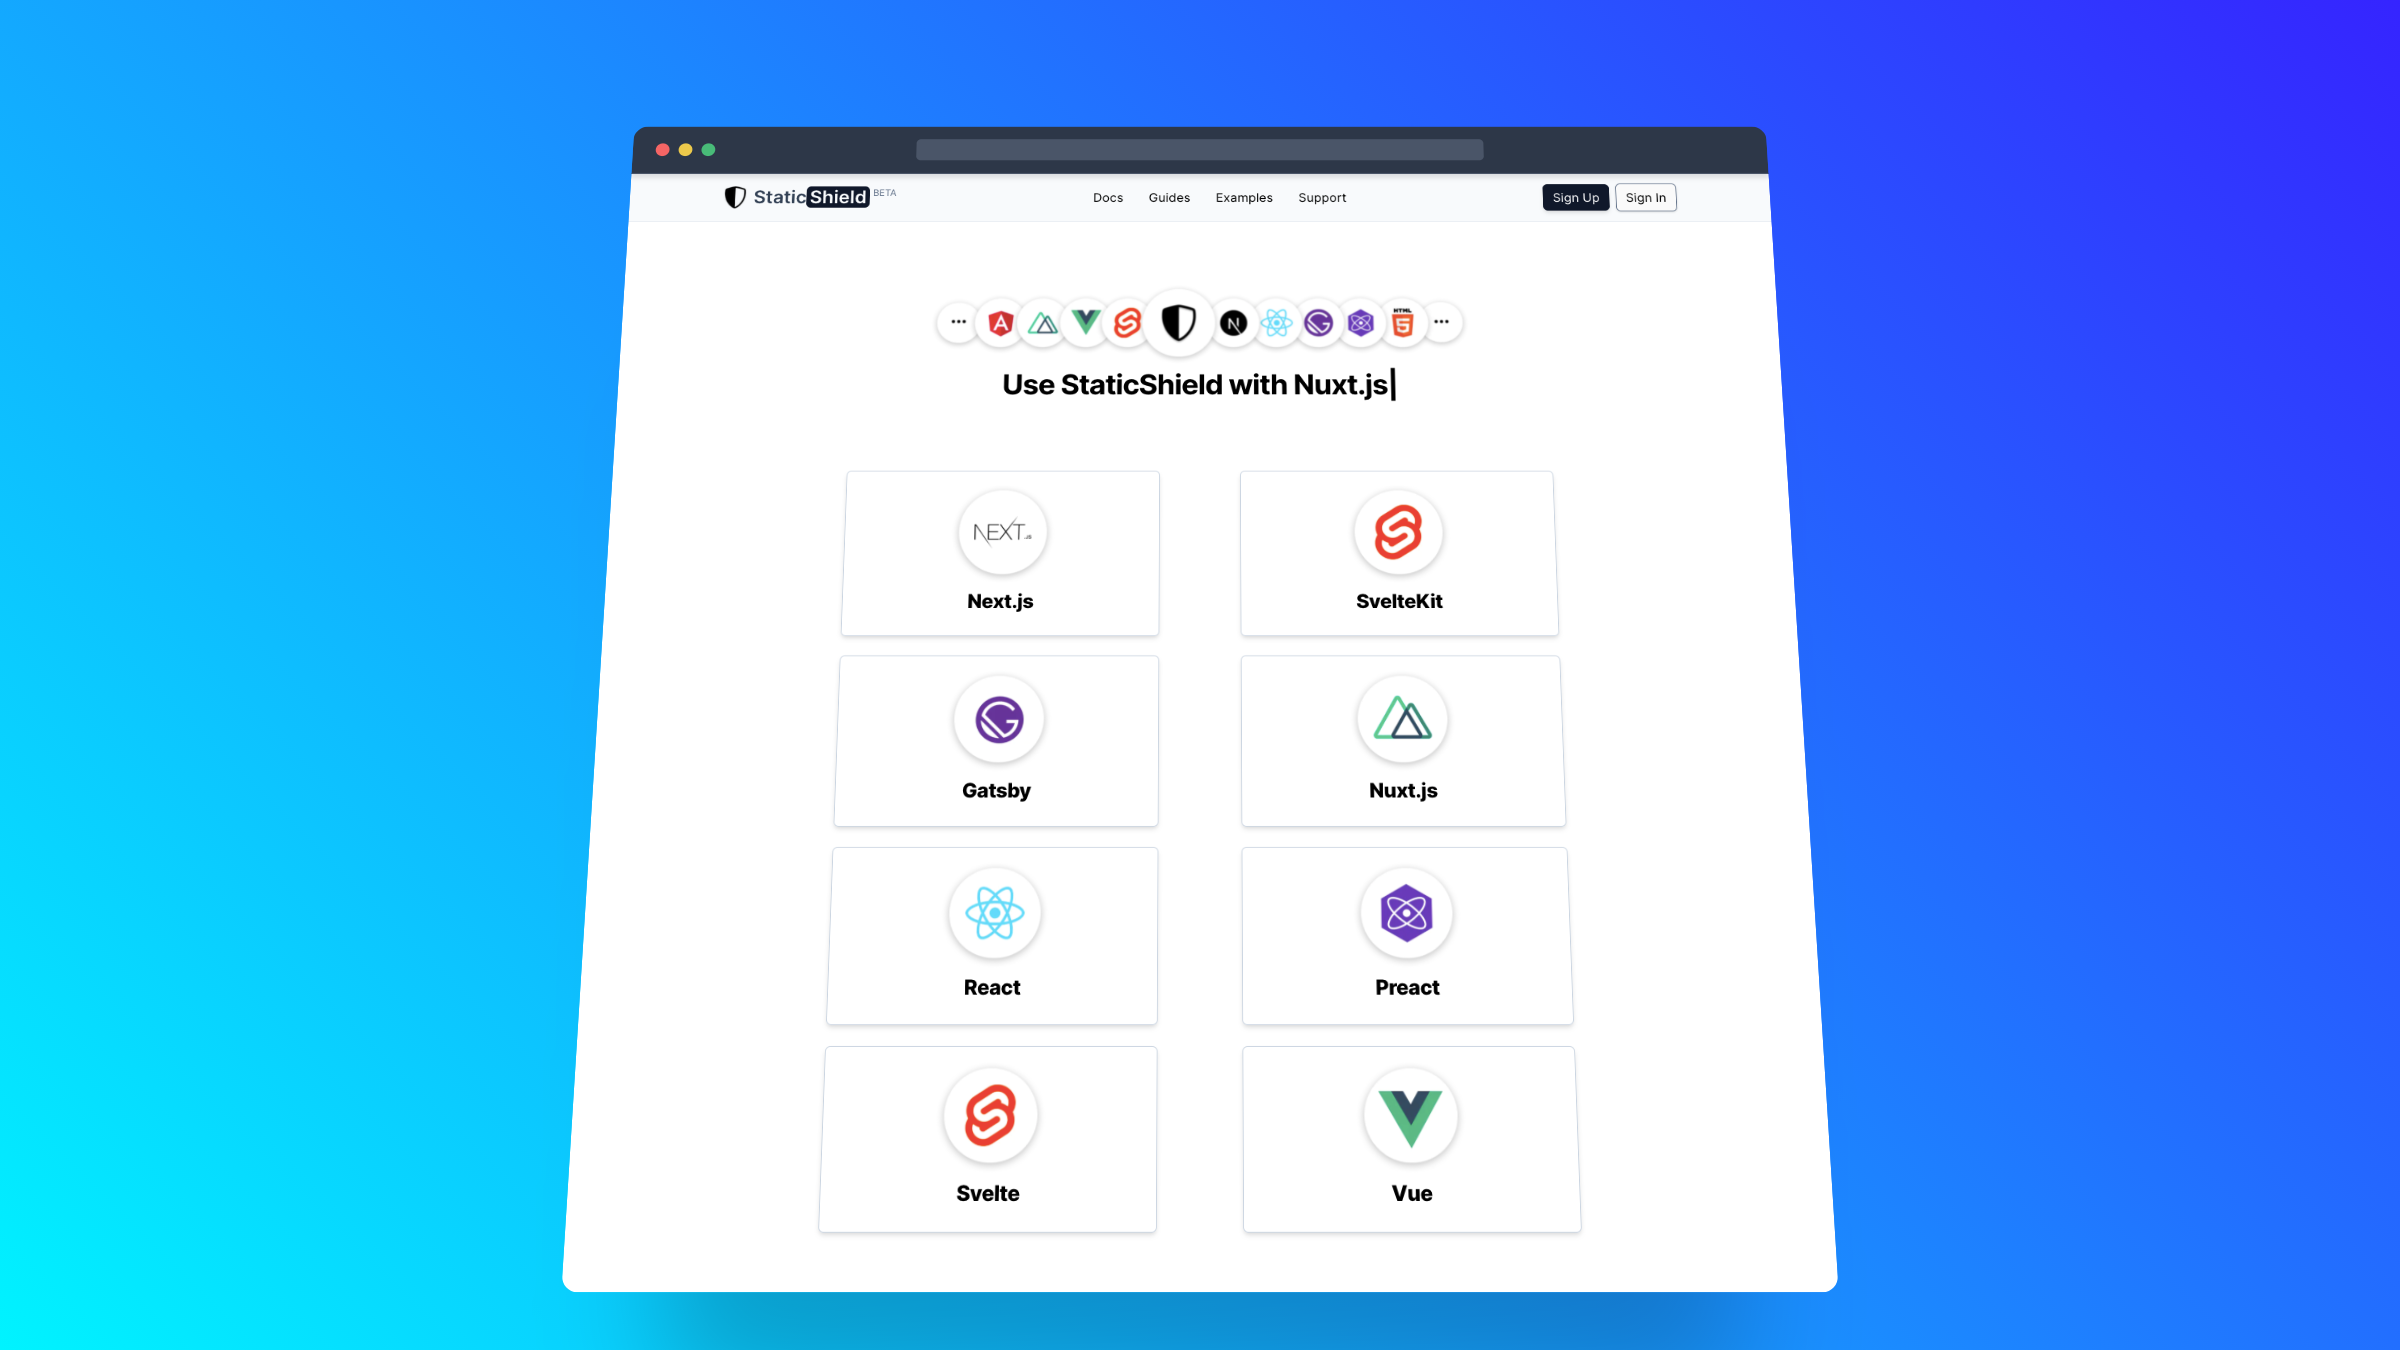 StaticShield BETA
Docs Guides Examples Support
Sign Up Sign In
HTML
Use StaticShield with Nuxt.js
NEXT.js
Next.js
SvelteKit
Gatsby
Nuxt.js
React
Preact
Svelte
Vue